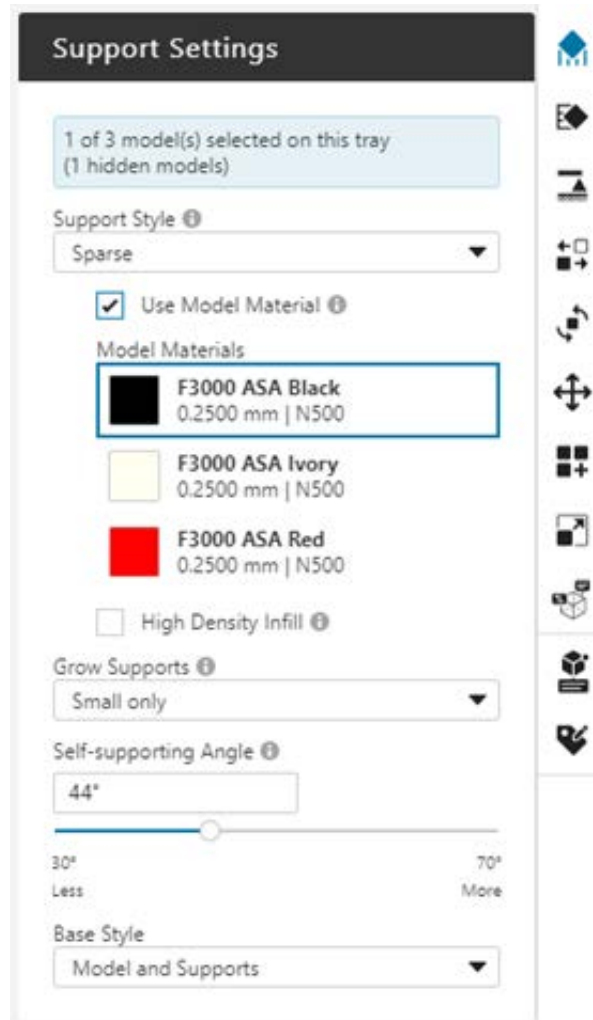 Support Settings
1 of 3 model(s) selected on this tray
(1 hidden models)
Support Style
Sparse
Use Model Material
Model Materials
F3000 ASA Black
0.2500 mm | N500
F3000 ASA Ivory
0.2500 mm | N500
F3000 ASA Red
0.2500 mm | N500
High Density Infill
Grow Supports
Small only
Self-supporting Angle
44°
30° 70°
Less More
Base Style
Model and Supports